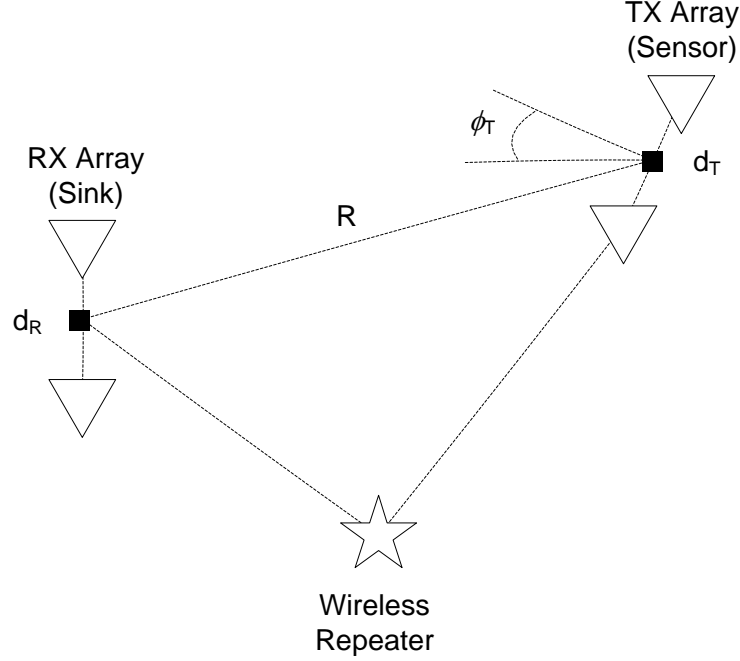 TX Array
(Sensor)
ϕT
RX Array
(Sink)
dT
R
dR
Wireless
Repeater